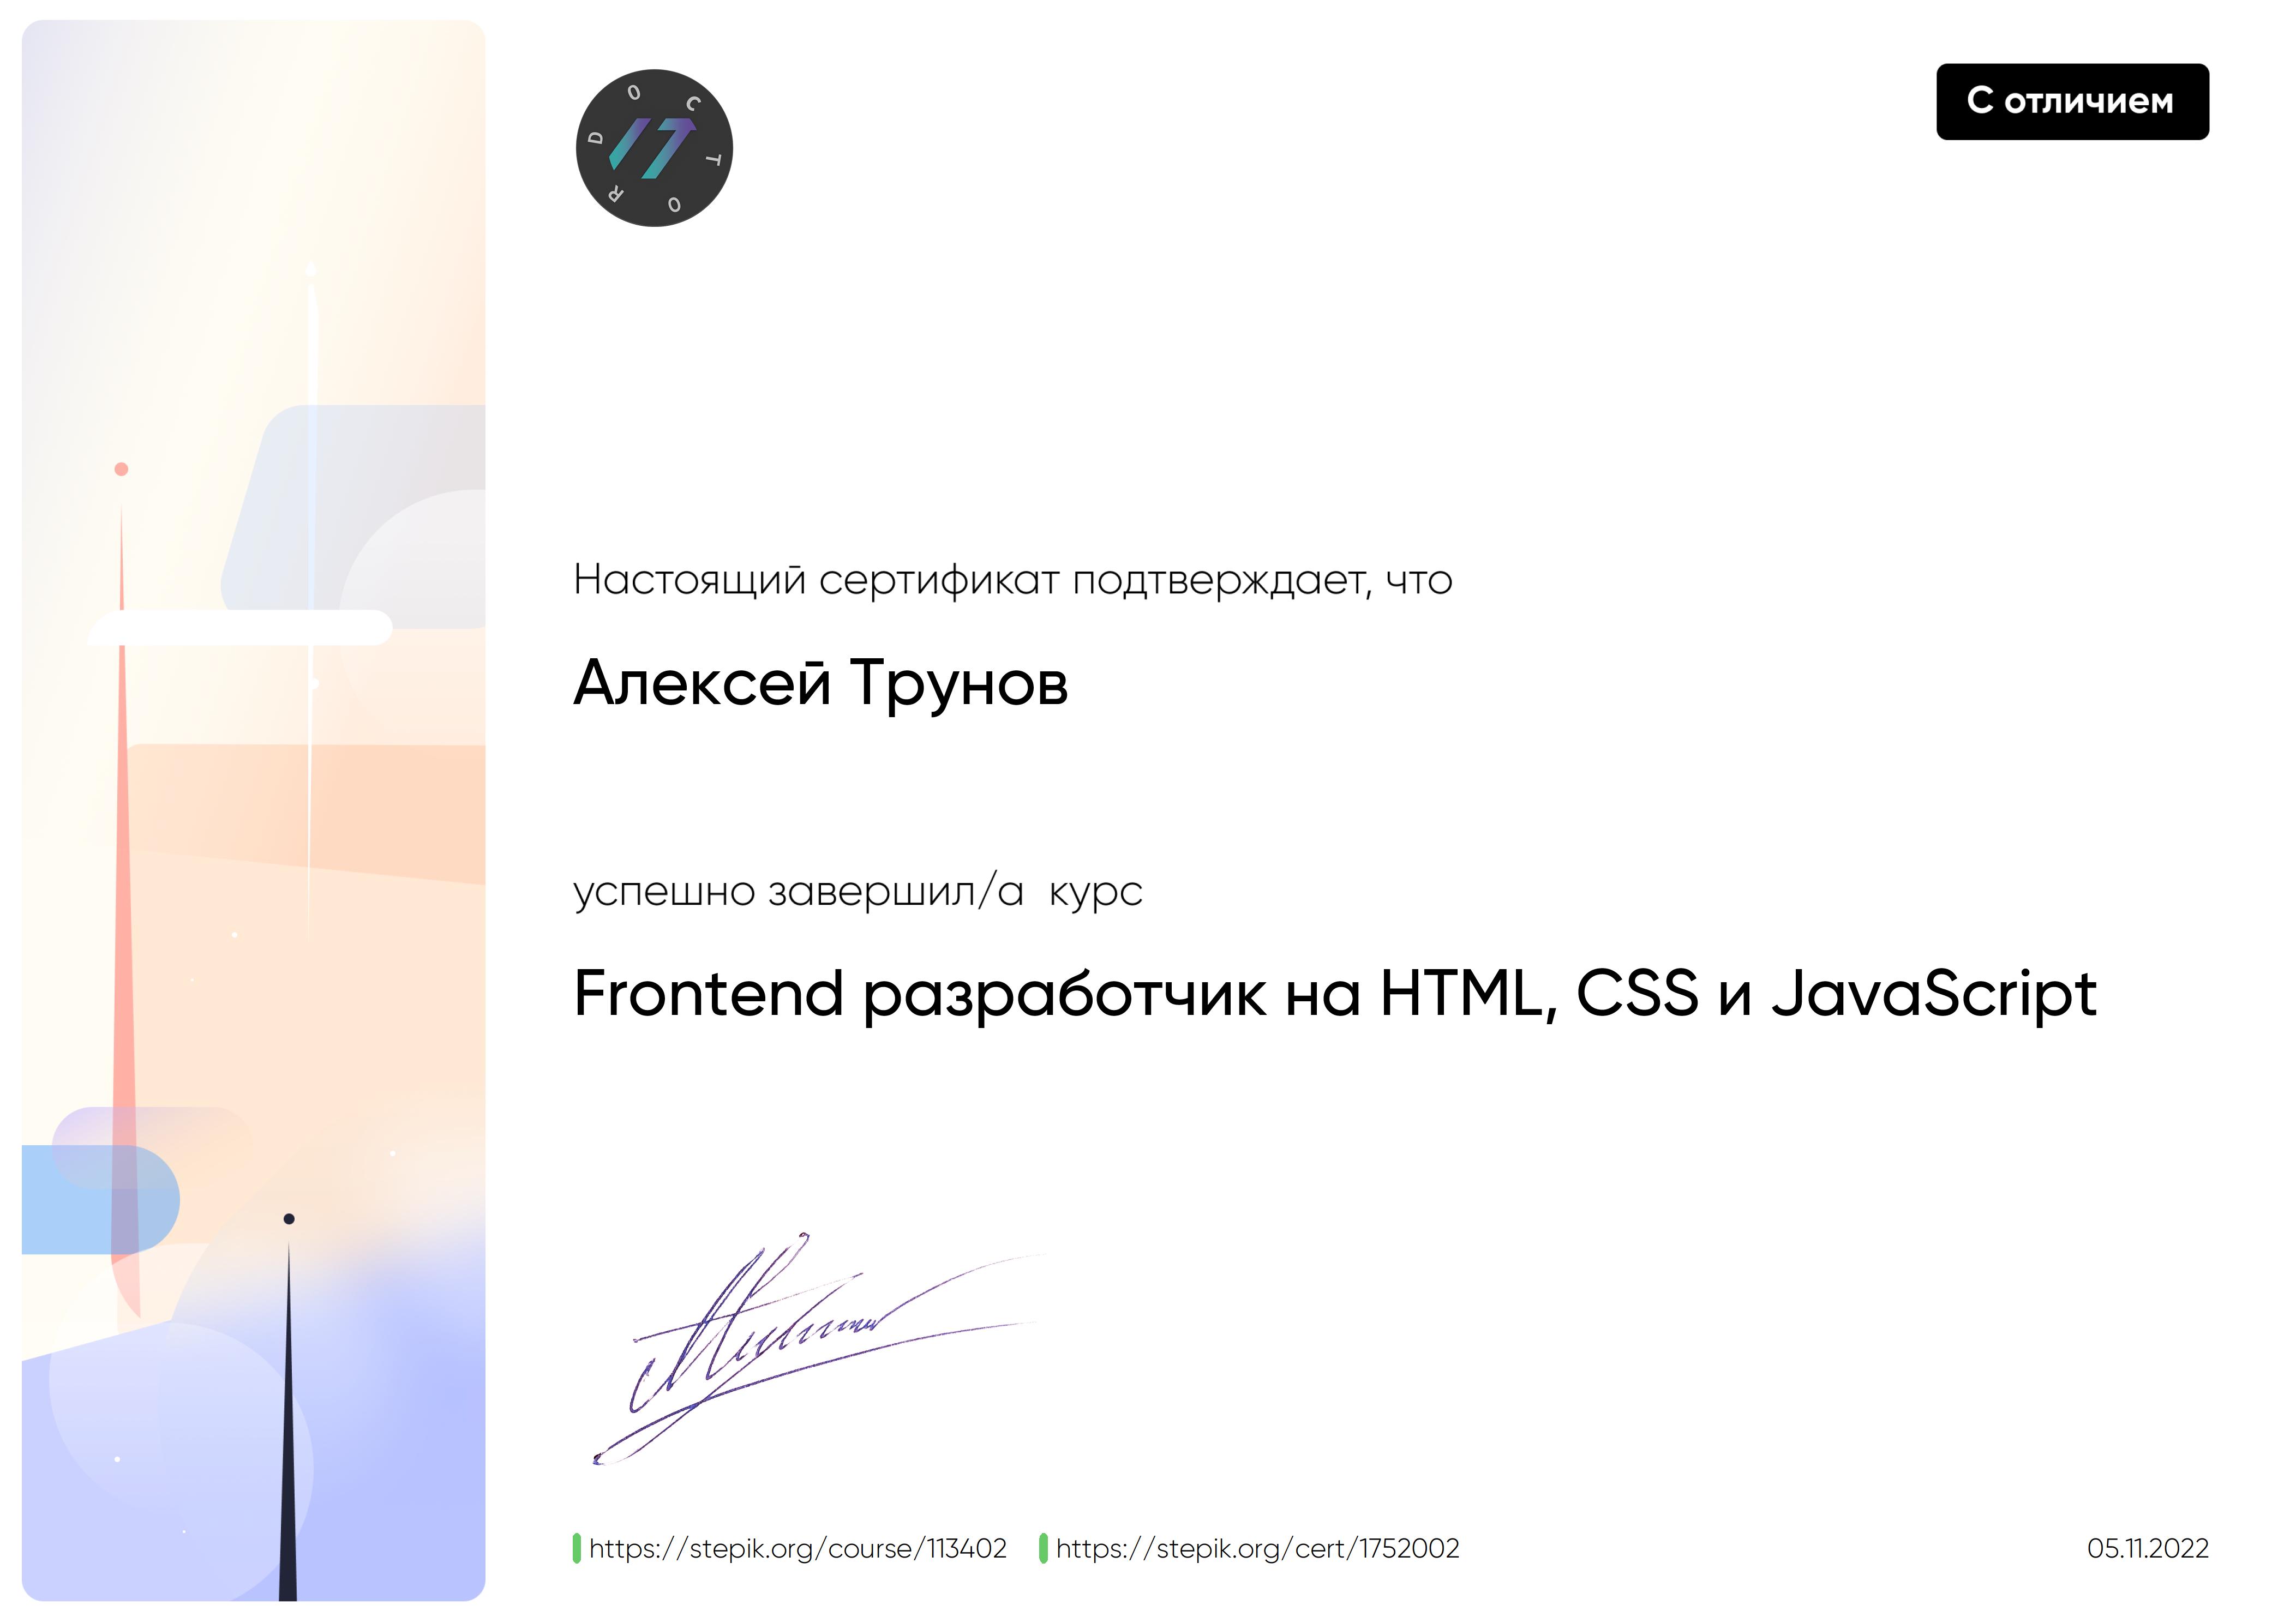 DOCTOR
IT
С отличием
Настоящий сертификат подтверждает, что
Алексей Трунов
успешно завершил/а курс
Frontend разработчик на HTML, CSS и JavaScript
https://stepik.org/course/113402 https://stepik.org/cert/1752002
05.11.2022